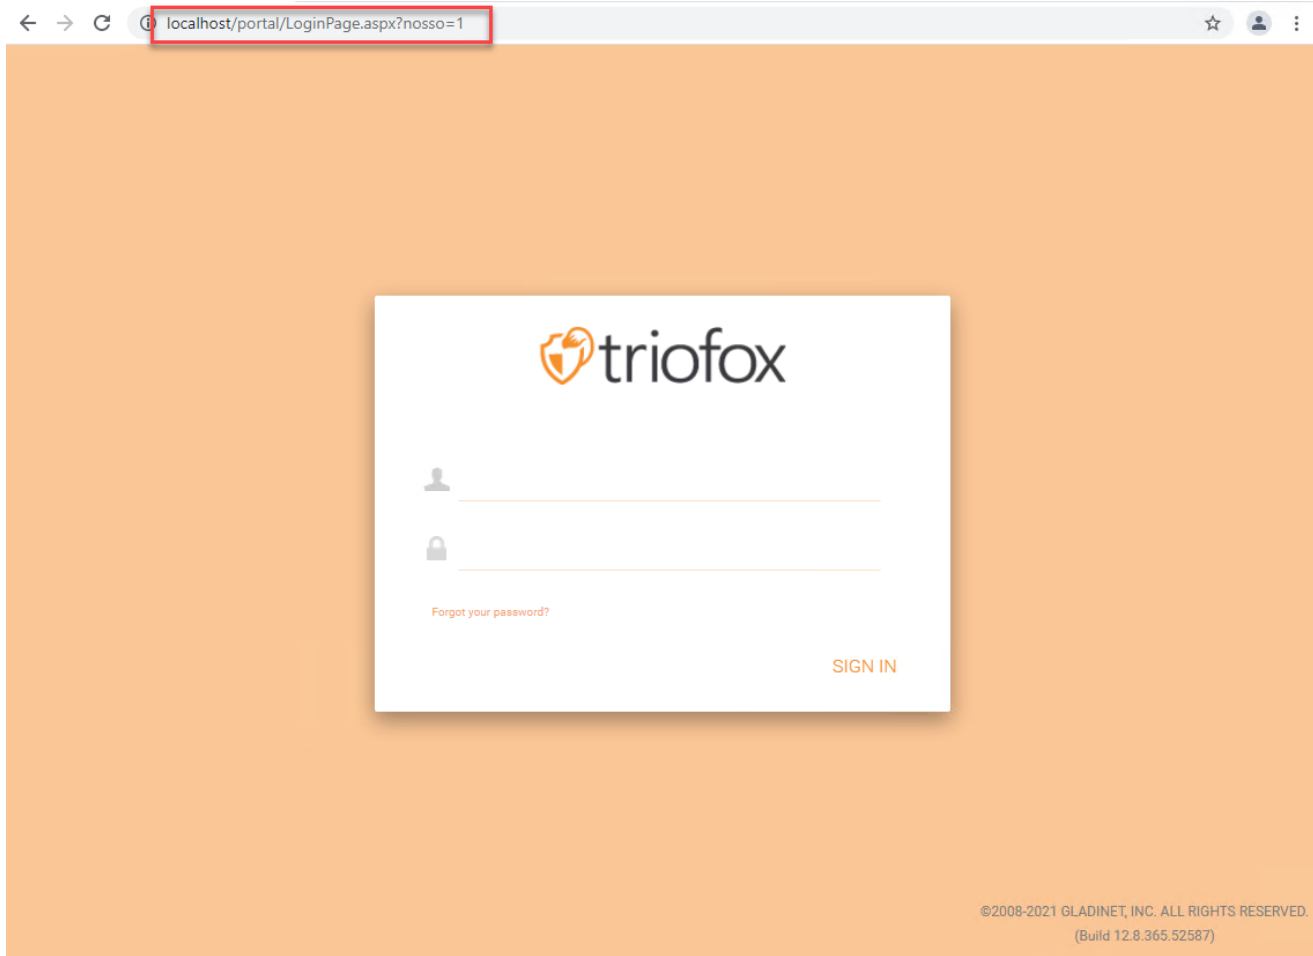 localhost/portal/LoginPage.aspx?nosso=1
triofox
Forgot your password?
SIGN IN
©2008-2021 GLADINET, INC. ALL RIGHTS RESERVED.
(Build 12.8.365.52587)